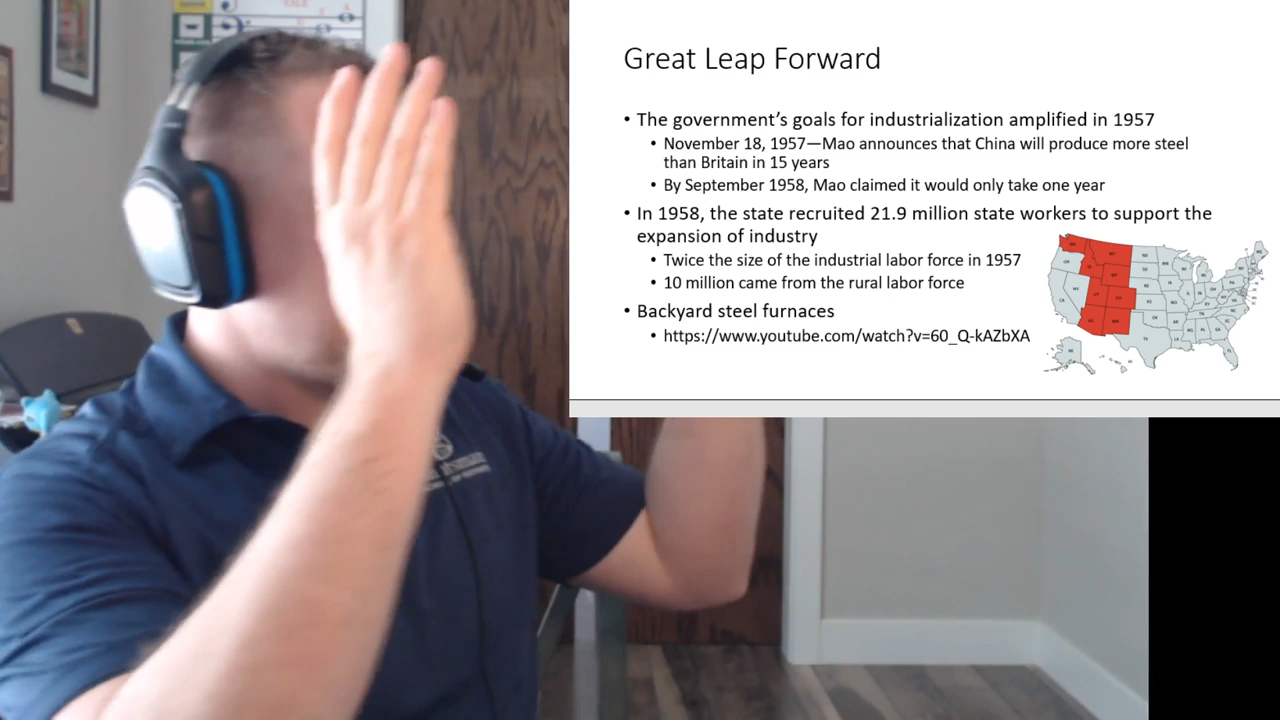 Great Leap Forward
• The government's goals for industrialization amplified in 1957
• November 18, 1957—Mao announces that China will produce more steel
than Britain in 15 years
• By September 1958, Mao claimed it would only take one year
• In 1958, the state recruited 21.9 million state workers to support the
expansion of industry
• Twice the size of the industrial labor force in 1957
• 10 million came from the rural labor force
• Backyard steel furnaces
• https://www.youtube.com/watch?v=60_Q-kAZbXA